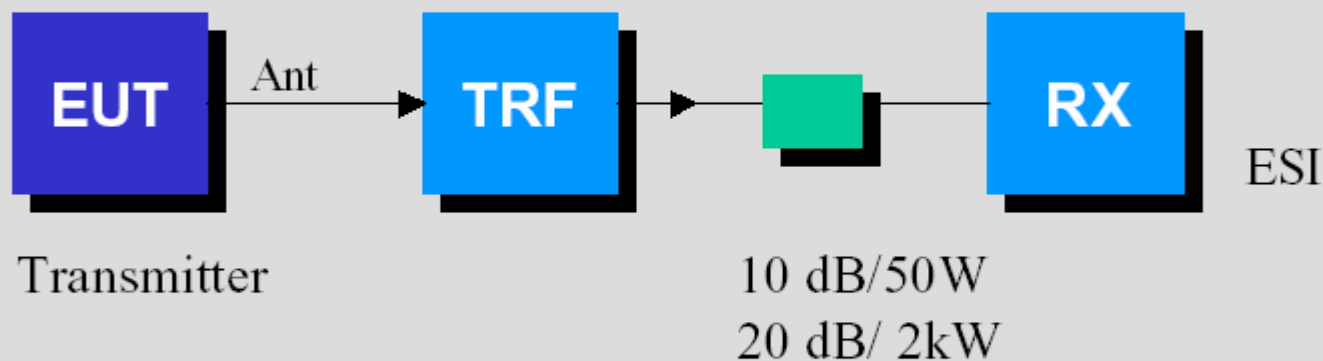 EUT
Ant
TRF
RX
ESI
Transmitter
10 dB/50W
20 dB/ 2kW